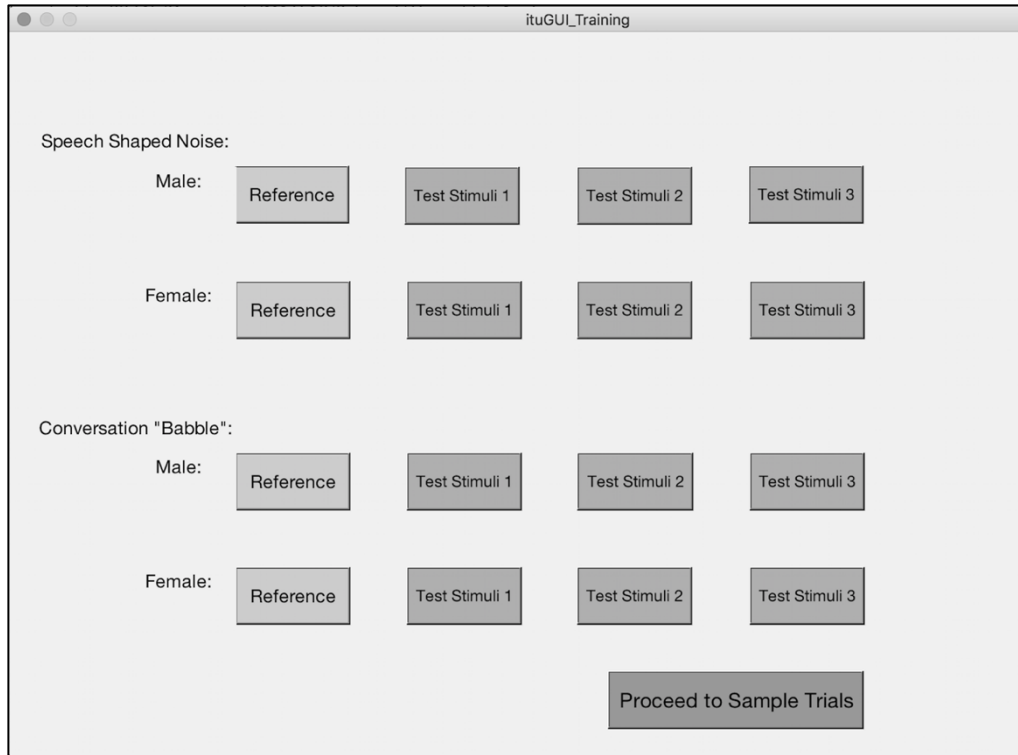 ituGUI_Training
Speech Shaped Noise:
Male: Reference Test Stimuli 1 Test Stimuli 2 Test Stimuli 3
Female: Reference Test Stimuli 1 Test Stimuli 2 Test Stimuli 3
Conversation "Babble":
Male: Reference Test Stimuli 1 Test Stimuli 2 Test Stimuli 3
Female: Reference Test Stimuli 1 Test Stimuli 2 Test Stimuli 3
Proceed to Sample Trials